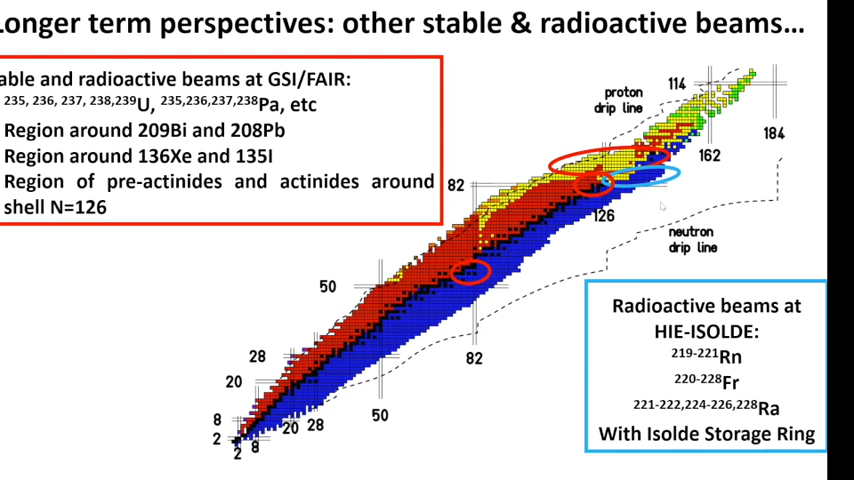 Longer term perspectives: other stable & radioactive beams…
able and radioactive beams at GSI/FAIR:
235, 236, 237, 238,239U, 235,236,237,238Pa, etc
Region around 209Bi and 208Pb
Region around 136Xe and 135I
Region of pre-actinides and actinides around
shell N=126
proton
drip line
114
184
162
82
126
neutron
drip line
50
82
28
20
50
8
2
20 28
8
2
Radioactive beams at
HIE-ISOLDE:
219-221Rn
220-228Fr
221-222,224-226,228Ra
With Isolde Storage Ring